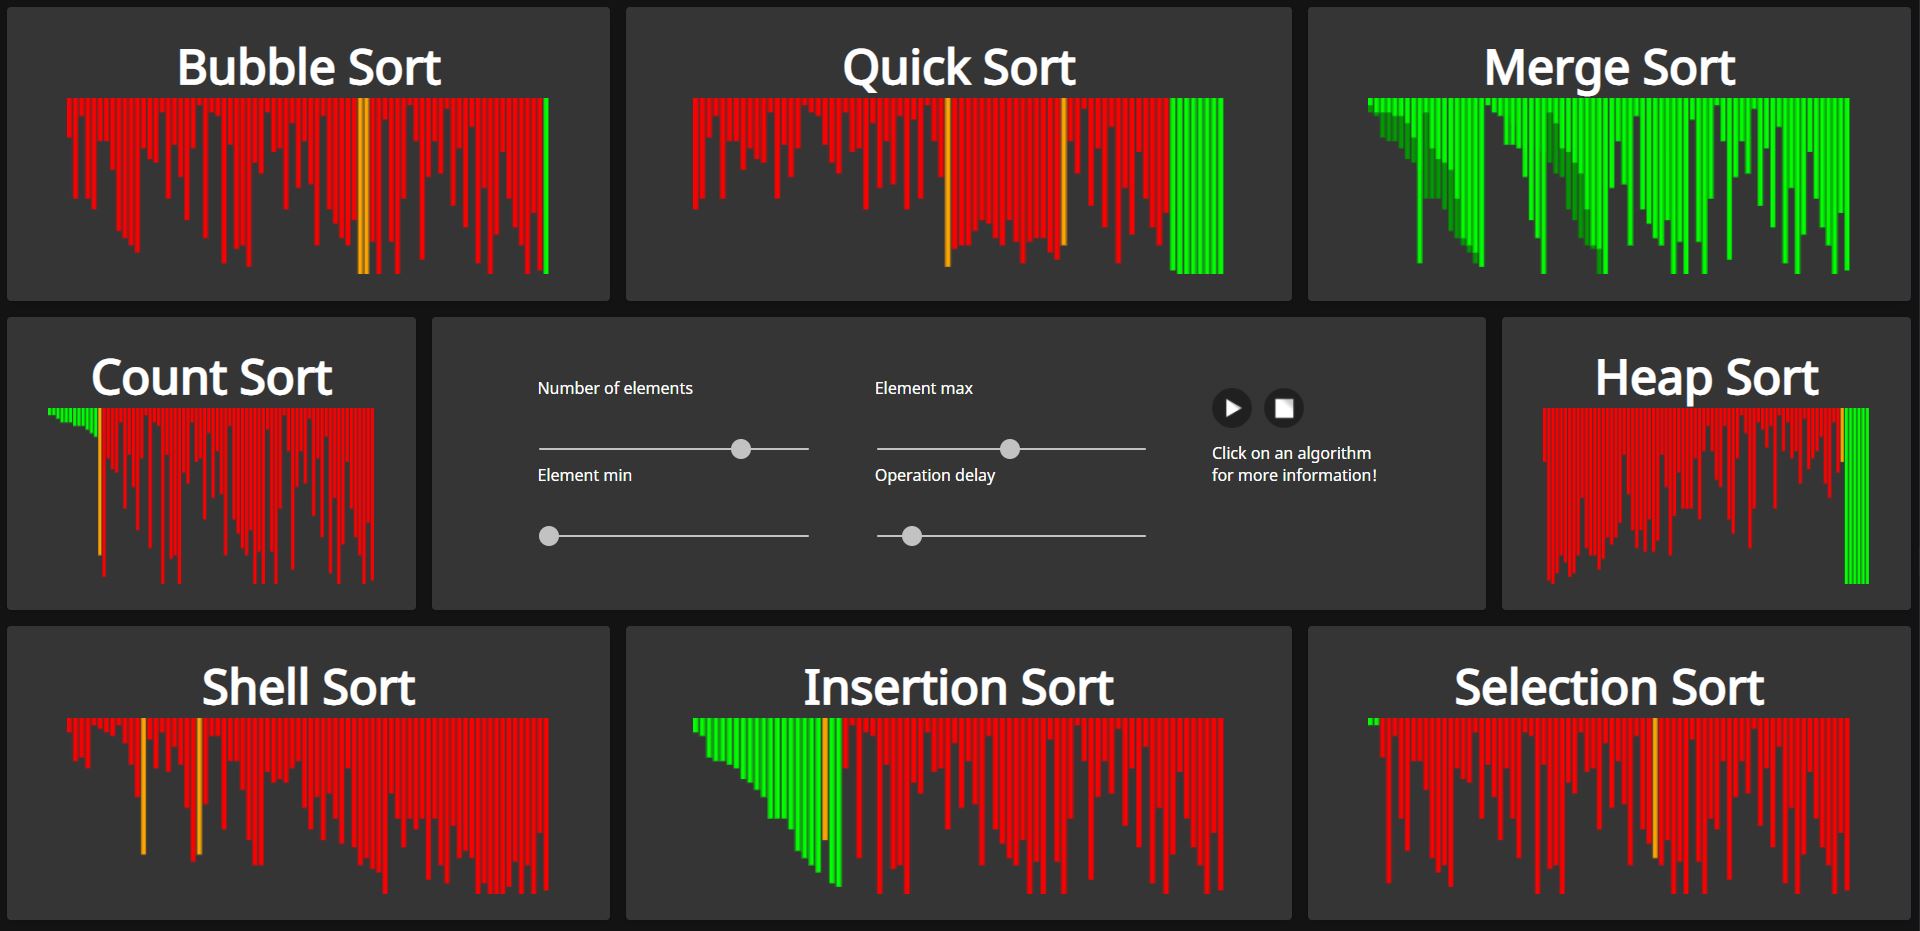 Bubble Sort
Quick Sort
Merge Sort
Count Sort
Number of elements
Element max
Element min
Operation delay
Click on an algorithm
for more information!
Heap Sort
Shell Sort
Insertion Sort
Selection Sort